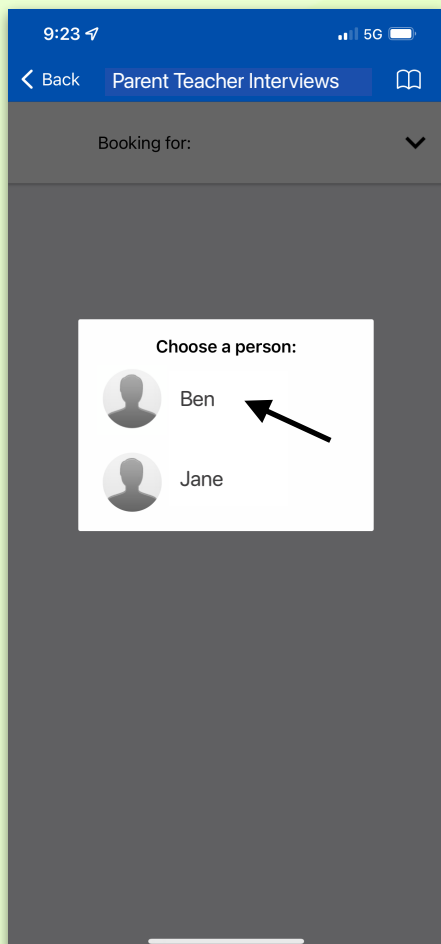 9:23
5G
Back
Parent Teacher Interviews
Booking for:
Choose a person:
Ben
Jane